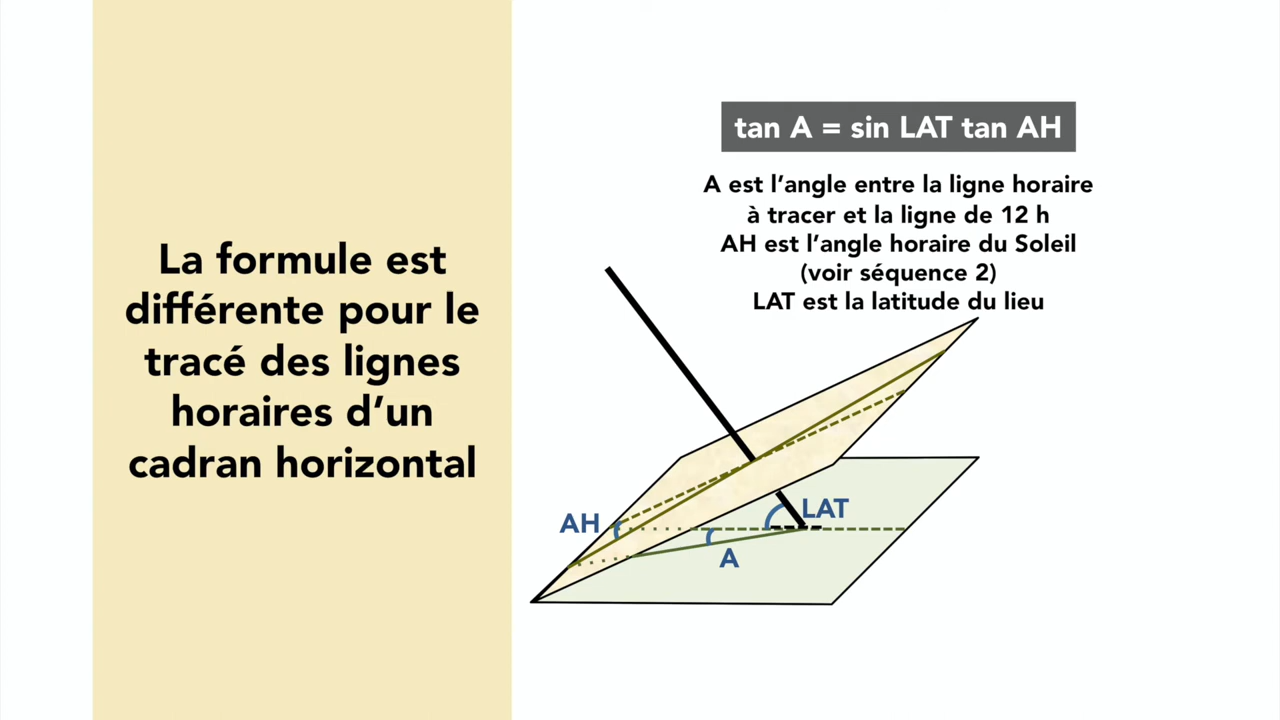 La formule est
différente pour le
tracé des lignes
horaires d’un
cadran horizontal
tan A = sin LAT tan AH
A est l’angle entre la ligne horaire
à tracer et la ligne de 12 h
AH est l’angle horaire du Soleil
(voir séquence 2)
LAT est la latitude du lieu
LAT
AH
A